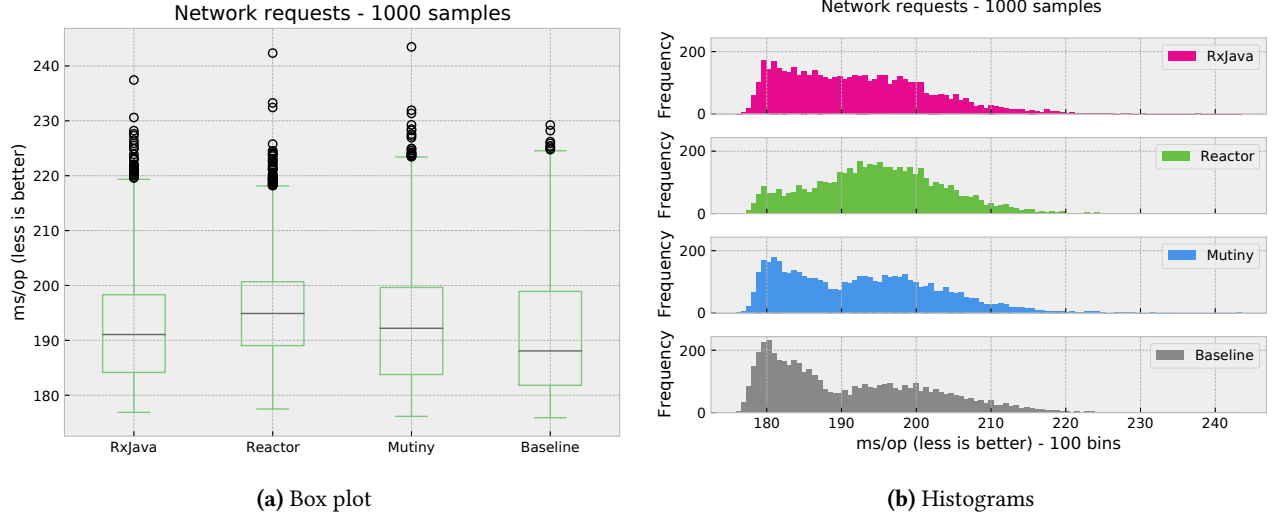 Network requests - 1000 samples
ms/op (less is better)
240
230
220
210
200
190
180
RxJava Reactor Mutiny Baseline
(a) Box plot
Network requests - 1000 samples
Frequency
200
0
RxJava
Frequency
200
0
Reactor
Frequency
200
0
Mutiny
Frequency
200
0
Baseline
180 190 200 210 220 230 240
ms/op (less is better) - 100 bins
(b) Histograms